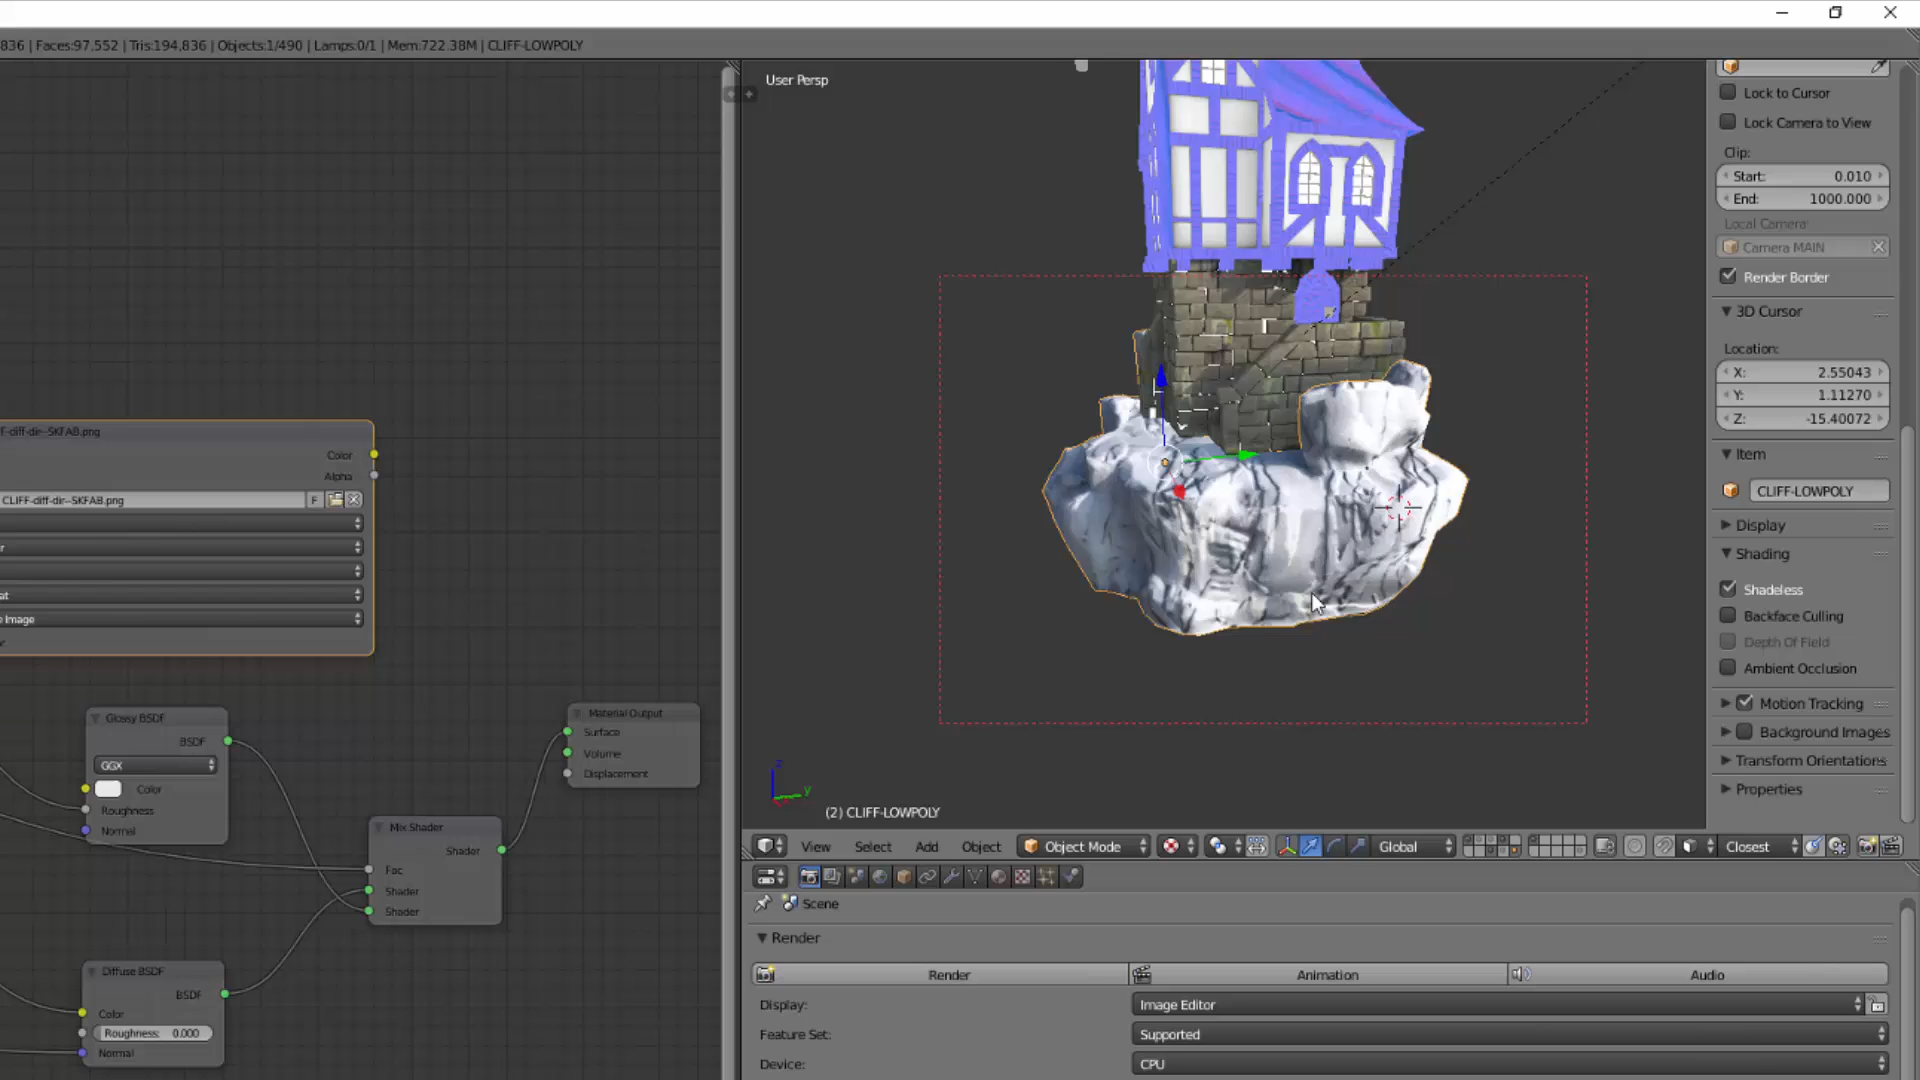 836 | Faces:97,552 | Tris:194,836 | Objects:1/490 | Lamps:0/1 | Mem:722.38M | CLIFF-LOWPOLY
User Persp
Lock to Cursor
Lock Camera to View
Clip:
Start: 0.010
End: 1000.000
Local Camera:
Camera MAIN
Render Border
3D Cursor
Location:
X: 2.55043
Y: 1.11270
Z: -15.40072
Item
CLIFF-LOWPOLY
Display
Shading
Shadeless
Backface Culling
Depth Of Field
Ambient Occlusion
Motion Tracking
Background Images
Transform Orientations
Properties
F-diff-dir--SKFAB.png
Color
Alpha
CLIFF-diff-dir--SKFAB.png
F
r
at
e Image
Glossy BSDF
BSDF
GGX
Color
Roughness
Normal
Material Output
Surface
Volume
Displacement
Mix Shader
Shader
Fac
Shader
Shader
Diffuse BSDF
BSDF
Color
Roughness: 0.000
Normal
z
y
(2) CLIFF-LOWPOLY
View Select Add Object Object Mode Global Closest
Scene
Render
Render Animation Audio
Display: Image Editor
Feature Set: Supported
Device: CPU